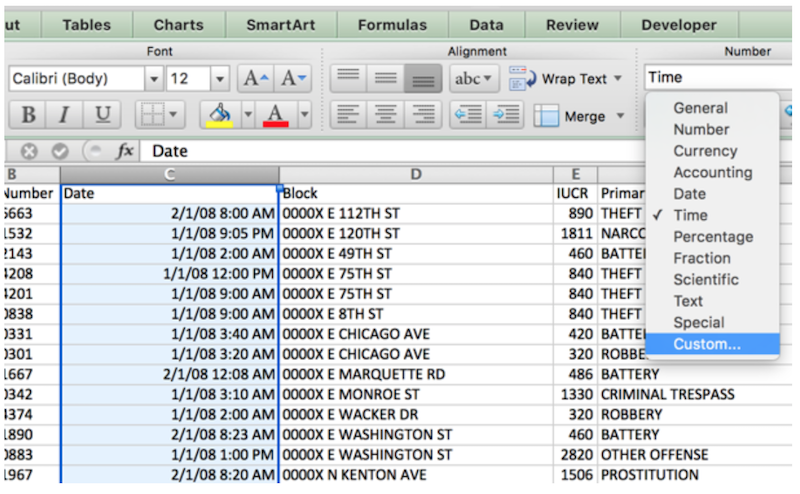 ut Tables Charts SmartArt Formulas Data Review Developer
Font Alignment Number
Calibri (Body) 12 A A abc Wrap Text Time
B I U A Merge
fx Date
B C D E
Number Date Block IUCR Primar
6663 2/1/08 8:00 AM 0000X E 112TH ST 890 THEFT
1532 1/1/08 9:05 PM 0000X E 120TH ST 1811 NARCO
2143 1/1/08 2:00 AM 0000X E 49TH ST 460 BATTE
4208 1/1/08 12:00 PM 0000X E 75TH ST 840 THEFT
4201 1/1/08 9:00 AM 0000X E 75TH ST 840 THEFT
0838 1/1/08 9:00 AM 0000X E 8TH ST 840 THEFT
0331 1/1/08 3:40 AM 0000X E CHICAGO AVE 420 BATTE
0301 1/1/08 3:20 AM 0000X E CHICAGO AVE 320 ROBBE
1667 2/1/08 12:08 AM 0000X E MARQUETTE RD 486 BATTERY
0342 1/1/08 3:10 AM 0000X E MONROE ST 1330 CRIMINAL TRESPASS
4374 1/1/08 2:00 AM 0000X E WACKER DR 320 ROBBERY
1890 2/1/08 8:23 AM 0000X E WASHINGTON ST 460 BATTERY
0883 1/1/08 1:00 PM 0000X E WASHINGTON ST 2820 OTHER OFFENSE
1967 2/1/08 8:20 AM 0000X N KENTON AVE 1506 PROSTITUTION
General
Number
Currency
Accounting
Date
✓ Time
Percentage
Fraction
Scientific
Text
Special
Custom...